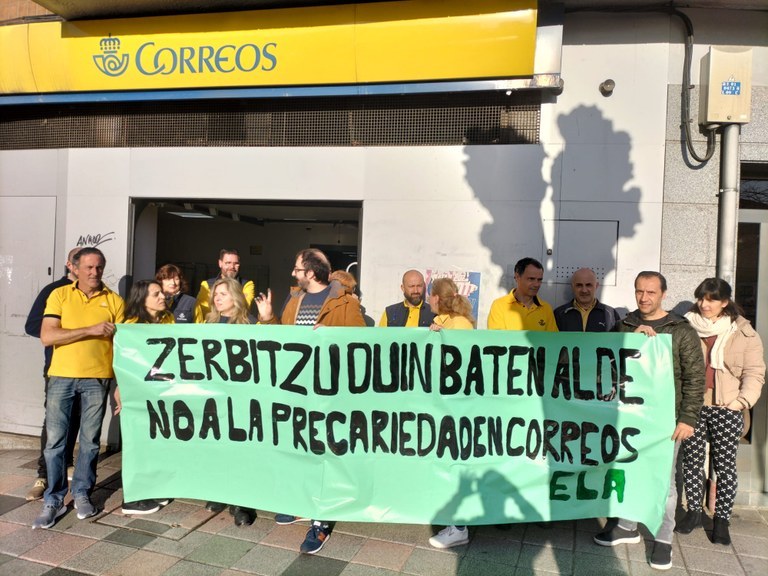 CORREOS
ZERBITZU DUIN BATEN ALDE
NO A LA PRECARIEDAD EN CORREOS
ELA